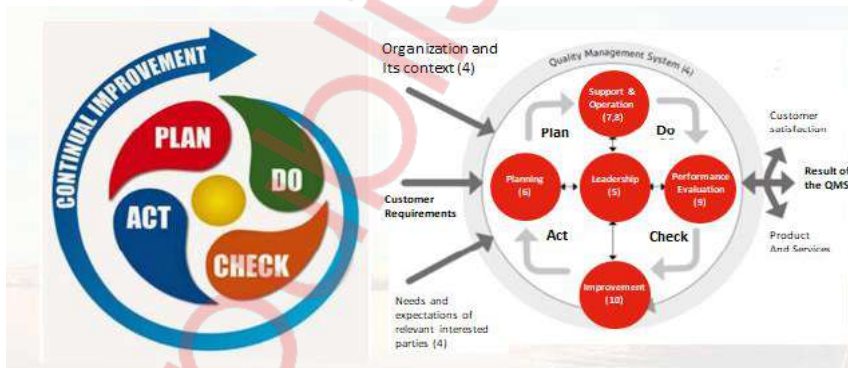 CONTINUAL IMPROVEMENT
PLAN
DO
ACT
CHECK
Organization and
Its context (4)
Customer
Requirements
Needs and
expectations of
relevant interested
parties (4)
Quality Management System (4)
Support &
Operation
(7,8)
Plan
Do
Planning
(6)
Leadership
(5)
Performance
Evaluation
(9)
Act
Check
Improvement
(10)
Customer
satisfaction
Result of
the QMS
Product
And Services